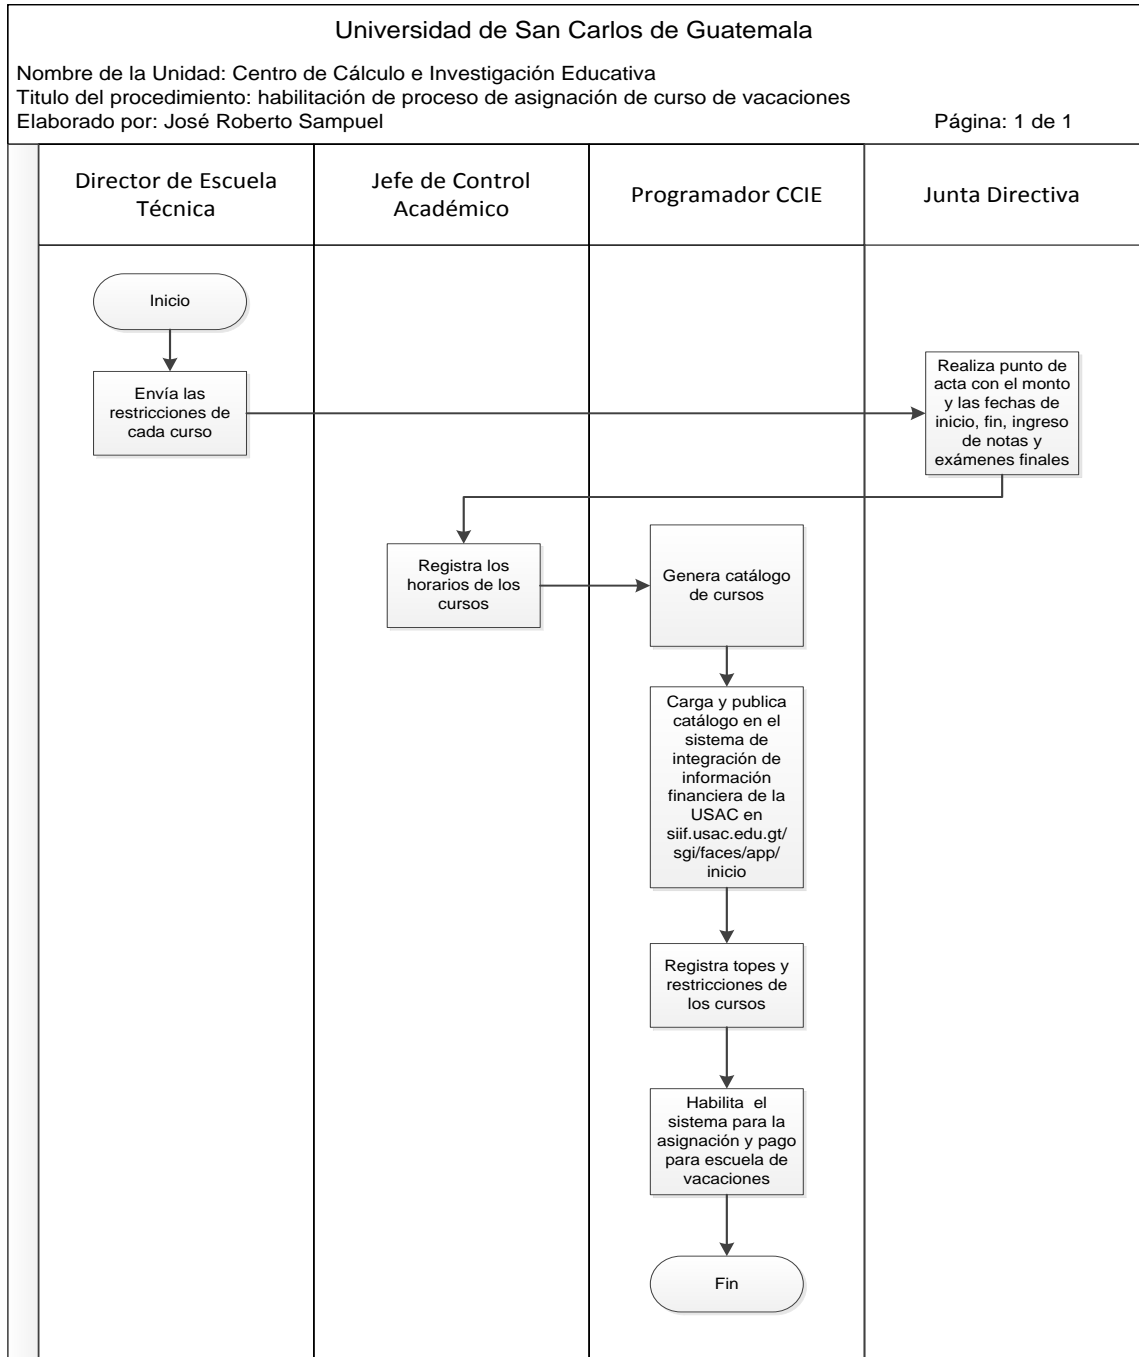 Universidad de San Carlos de Guatemala
Nombre de la Unidad: Centro de Cálculo e Investigación Educativa
Titulo del procedimiento: habilitación de proceso de asignación de curso de vacaciones
Elaborado por: José Roberto Sampuel
Página: 1 de 1
Director de Escuela
Técnica
Jefe de Control
Académico
Programador CCIE
Junta Directiva
Inicio
Envía las
restricciones de
cada curso
Realiza punto de
acta con el monto
y las fechas de
inicio, fin, ingreso
de notas y
exámenes finales
Registra los
horarios de los
cursos
Genera catálogo
de cursos
Carga y publica
catálogo en el
sistema de
integración de
información
financiera de la
USAC en
siif.usac.edu.gt/
sgi/faces/app/
inicio
Registra topes y
restricciones de
los cursos
Habilita  el
sistema para la
asignación y pago
para escuela de
vacaciones
Fin